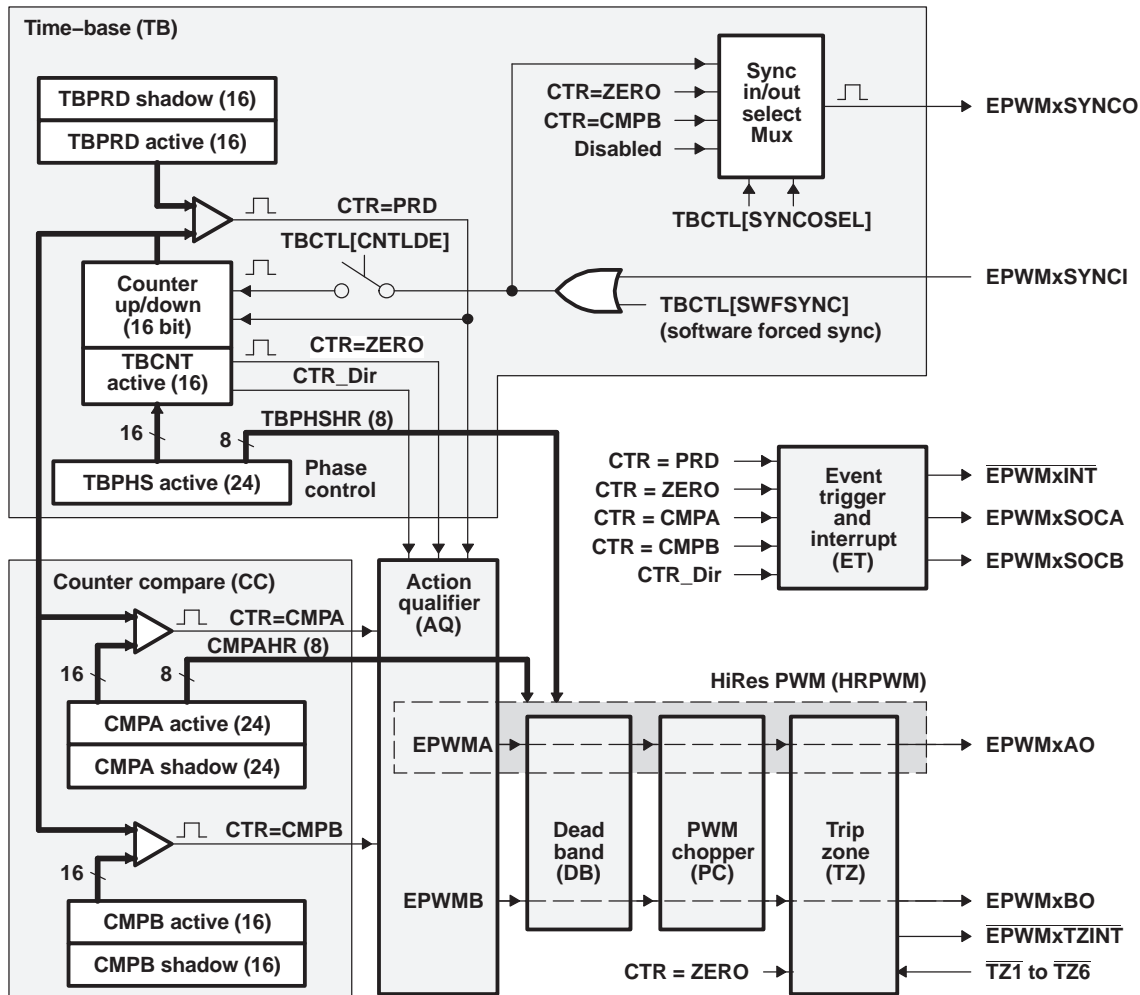 Time−base (TB)
TBPRD shadow (16)
TBPRD active (16)
CTR=ZERO
CTR=CMPB
Disabled
Sync
in/out
select
Mux
EPWMxSYNCO
TBCTL[SYNCOSEL]
CTR=PRD
TBCTL[CNTLDE]
EPWMxSYNCI
Counter
up/down
(16 bit)
TBCNT
active (16)
TBCTL[SWFSYNC]
(software forced sync)
CTR=ZERO
CTR_Dir
16
8
TBPHSHR (8)
TBPHS active (24)
Phase
control
CTR = PRD
CTR = ZERO
CTR = CMPA
CTR = CMPB
CTR_Dir
Event
trigger
and
interrupt
(ET)
EPWMxINT
EPWMxSOCA
EPWMxSOCB
Counter compare (CC)
Action
qualifier
(AQ)
CTR=CMPA
CMPAHR (8)
16
8
CMPA active (24)
CMPA shadow (24)
HiRes PWM (HRPWM)
EPWMA
EPWMxAO
CTR=CMPB
16
CMPB active (16)
CMPB shadow (16)
Dead
band
(DB)
PWM
chopper
(PC)
Trip
zone
(TZ)
EPWMB
EPWMxBO
EPWMxTZINT
CTR = ZERO
TZ1 to TZ6